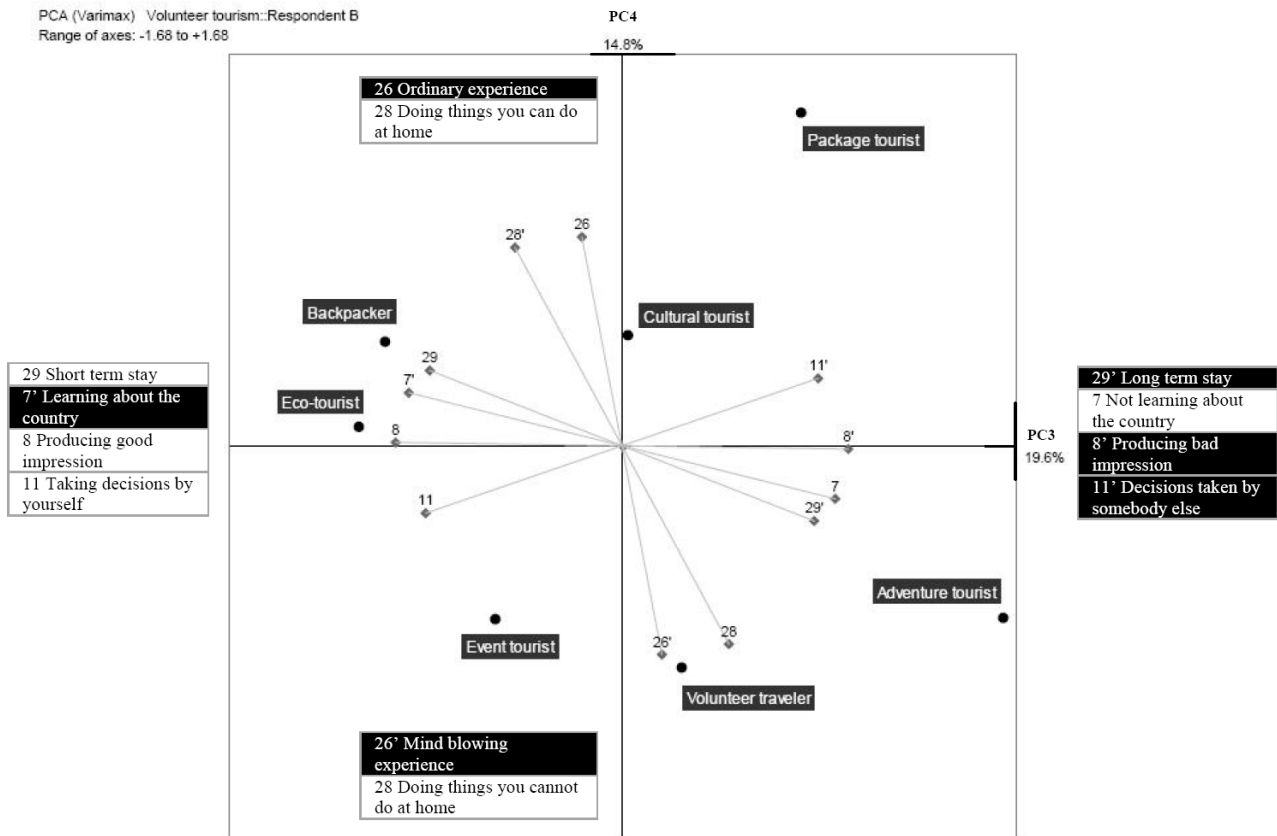 PCA (Varimax) Volunteer tourism::Respondent B
Range of axes: -1.68 to +1.68
PC4
14.8%
26 Ordinary experience
28 Doing things you can do
at home
Package tourist
28'
26
Backpacker
Cultural tourist
29
7'
11'
Eco-tourist
8
29 Short term stay
7’ Learning about the
country
8 Producing good
impression
11 Taking decisions by
yourself
8'
PC3
19.6%
29’ Long term stay
7 Not learning about
the country
8’ Producing bad
impression
11’ Decisions taken by
somebody else
11
7
29'
Adventure tourist
Event tourist
26'
28
Volunteer traveler
26’ Mind blowing
experience
28 Doing things you cannot
do at home